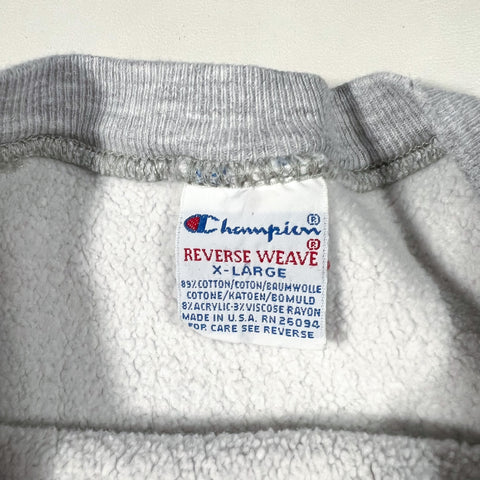 Champion®
®
REVERSE WEAVE
X-LARGE
89% COTTON/COTON/BAUMWOLLE
COTONE/KATOEN/BOMULD
8% ACRYLIC-3% VISCOSE RAYON
MADE IN U.S.A. RN 26094
FOR CARE SEE REVERSE